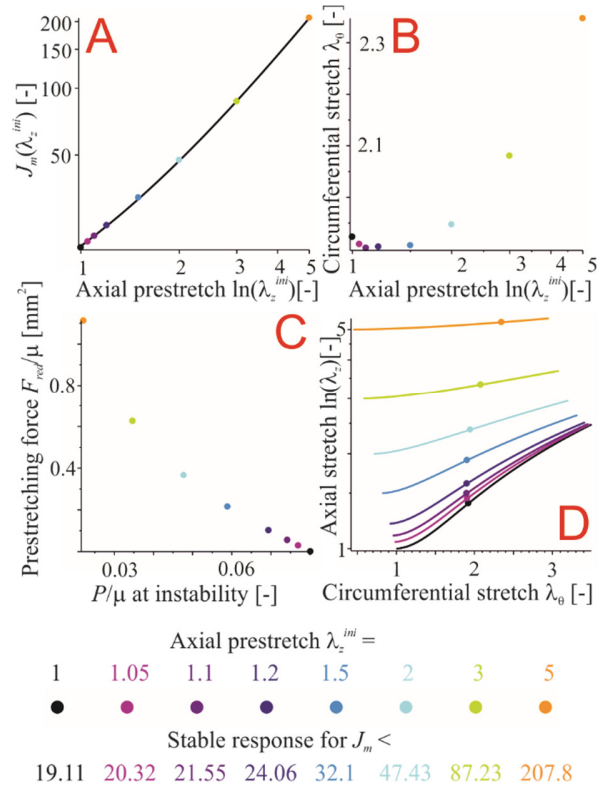 A
J_m(λ_z^ini) [-]
200
150
100
50
1
2
3
4
5
Axial prestretch ln(λ_z^ini)[-]
B
Circumferential stretch λ_θ [-]
2.3
2.1
1
2
3
4
5
Axial prestretch ln(λ_z^ini)[-]
C
Prestretching force F_red/μ [mm²]
0.8
0.4
0.03
0.06
P/μ at instability [-]
D
Axial stretch ln(λ_z)[-]
5
1
1
2
3
Circumferential stretch λ_θ [-]
Axial prestretch λ_z^ini =
1 1.05 1.1 1.2 1.5 2 3 5
Stable response for J_m <
19.11 20.32 21.55 24.06 32.1 47.43 87.23 207.8